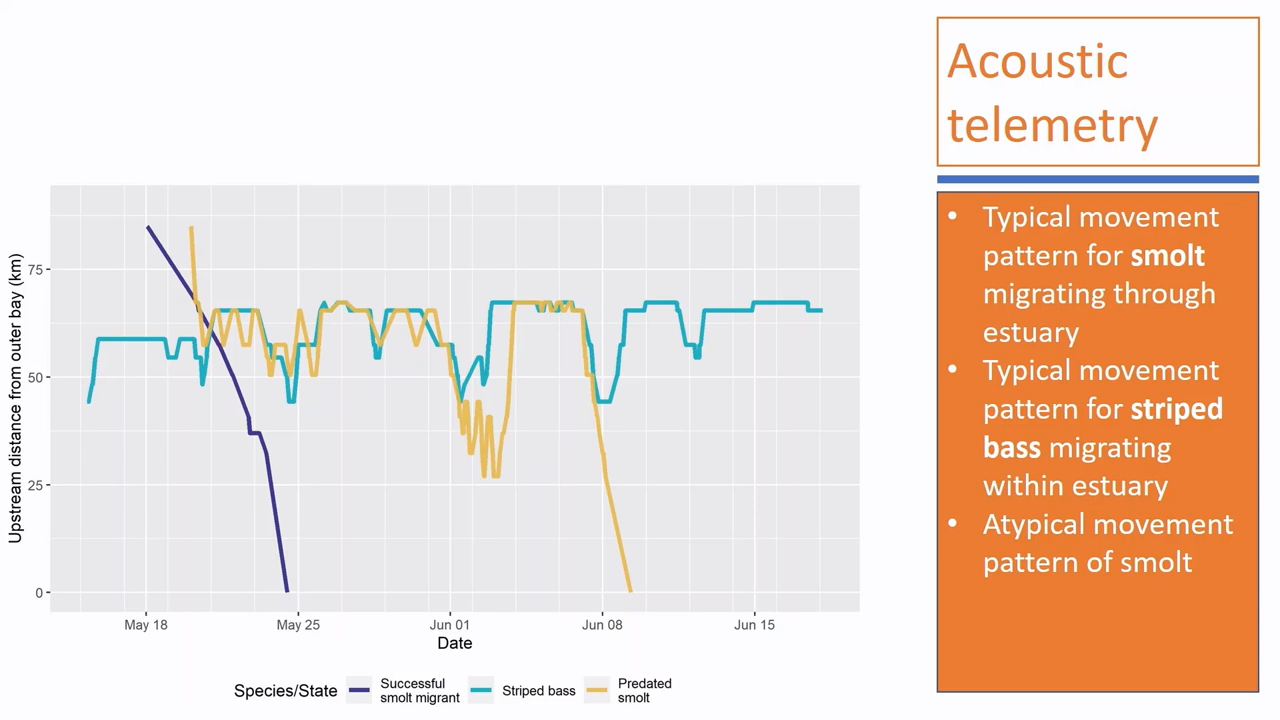 Acoustic
telemetry
• Typical movement
pattern for smolt
migrating through
estuary
• Typical movement
pattern for striped
bass migrating
within estuary
• Atypical movement
pattern of smolt
Upstream distance from outer bay (km)
75
50
25
0
May 18 May 25 Jun 01 Jun 08 Jun 15
Date
Species/State
Successful
smolt migrant
Striped bass
Predated
smolt